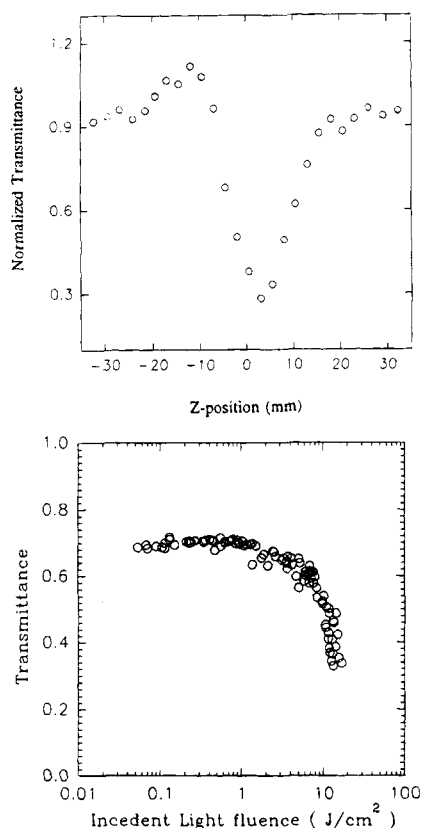 Normalized Transmittance
1.2
0.9
0.6
0.3
−30 −20 −10 0 10 20 30
Z-position (mm)
Transmittance
1.0
0.8
0.6
0.4
0.2
0.0
0.01 0.1 1 10 100
Incedent Light fluence ( J/cm² )